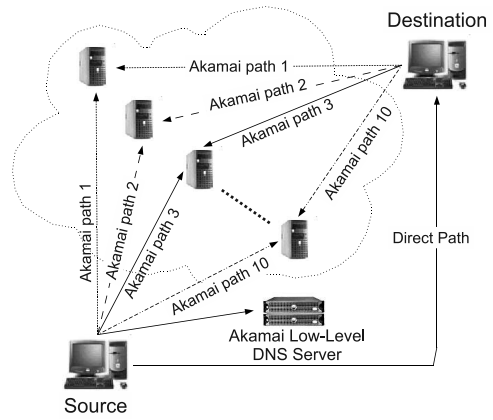 Destination
Akamai path 1
Akamai path 2
Akamai path 3
Akamai path 10
Akamai path 1
Akamai path 2
Akamai path 3
Akamai path 10
Direct Path
Akamai Low-Level
DNS Server
Source